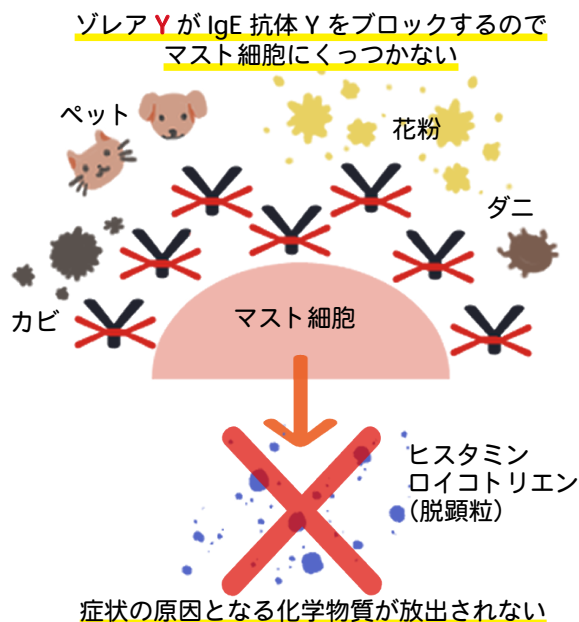 ゾレア Y が IgE 抗体 Y をブロックするので
マスト細胞にくっつかない
ペット
花粉
ダニ
カビ
マスト細胞
ヒスタミン
ロイコトリエン
(脱顕粒)
症状の原因となる化学物質が放出されない